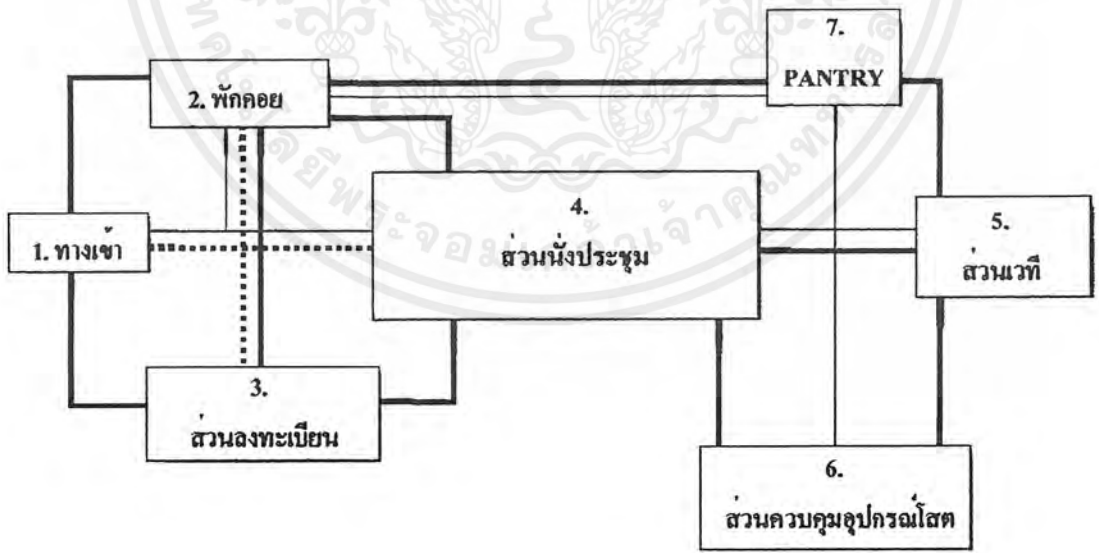 7.
PANTRY
2. พักคอย
4.
ส่วนนั่งประชุม
1. ทางเข้า
5.
ส่วนเวที
3.
ส่วนลงทะเบียน
6.
ส่วนควบคุมอุปกรณ์โสต